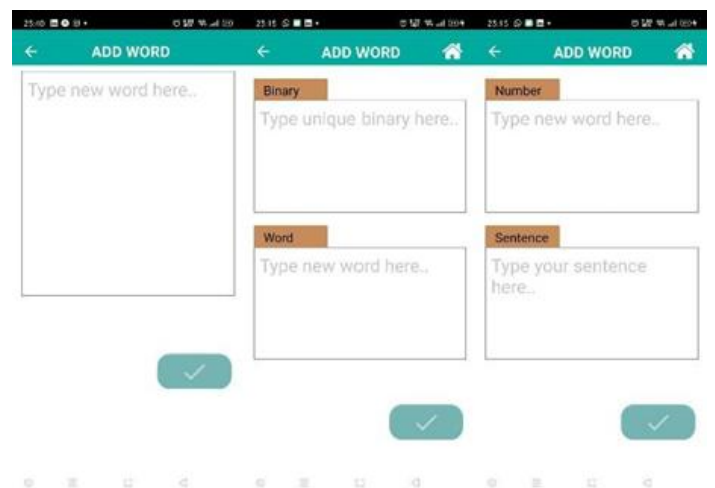 ADD WORD
Type new word here..
ADD WORD
Binary
Type unique binary here..
Word
Type new word here..
ADD WORD
Number
Type new word here..
Sentence
Type your sentence
here..